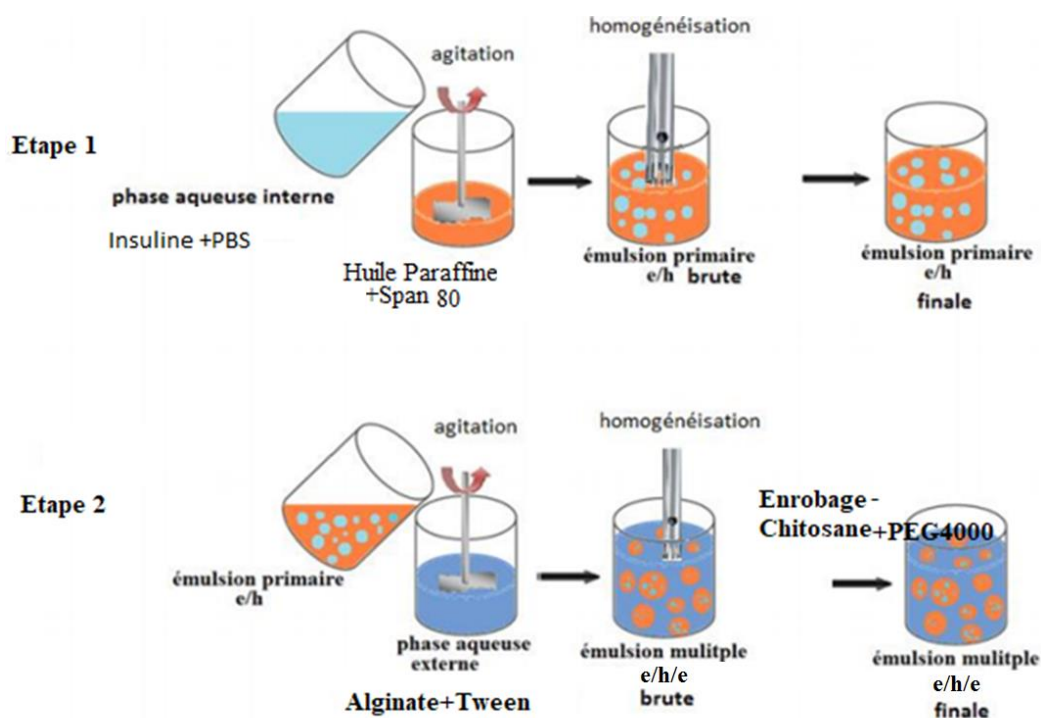 homogénéisation
agitation
Etape 1
phase aqueuse interne
Insuline +PBS
Huile Paraffine
+Span 80
émulsion primaire
e/h brute
émulsion primaire
e/h
finale
agitation
homogénéisation
Etape 2
Enrobage -
Chitosane+PEG4000
émulsion primaire
e/h
phase aqueuse
externe
Alginate+Tween
émulsion mulitple
e/h/e
brute
émulsion mulitple
e/h/e
finale